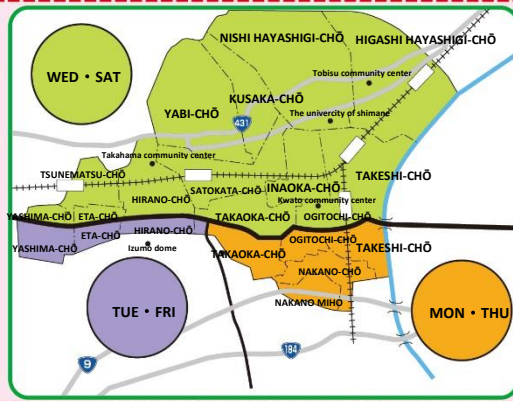 NISHI HAYASHIGI-CHŌ
HIGASHI HAYASHIGI-CHŌ
WED・SAT
Tobisu community center
KUSAKA-CHŌ
YABI-CHŌ
The univercity of shimane
431
Takahama community center
TSUNEMATSU-CHŌ
INAOKA-CHŌ
TAKESHI-CHŌ
SATOKATA-CHŌ
HIRANO-CHŌ
Kwato community center
YASHIMA-CHŌ
ETA-CHŌ
TAKAOKA-CHŌ
OGITOCHI-CHŌ
YASHIMA-CHŌ
ETA-CHŌ
HIRANO-CHŌ
Izumo dome
TAKAOKA-CHŌ
OGITOCHI-CHŌ
TAKESHI-CHŌ
NAKANO-CHŌ
NAKANO MIHO
TUE・FRI
MON・THU
9
184